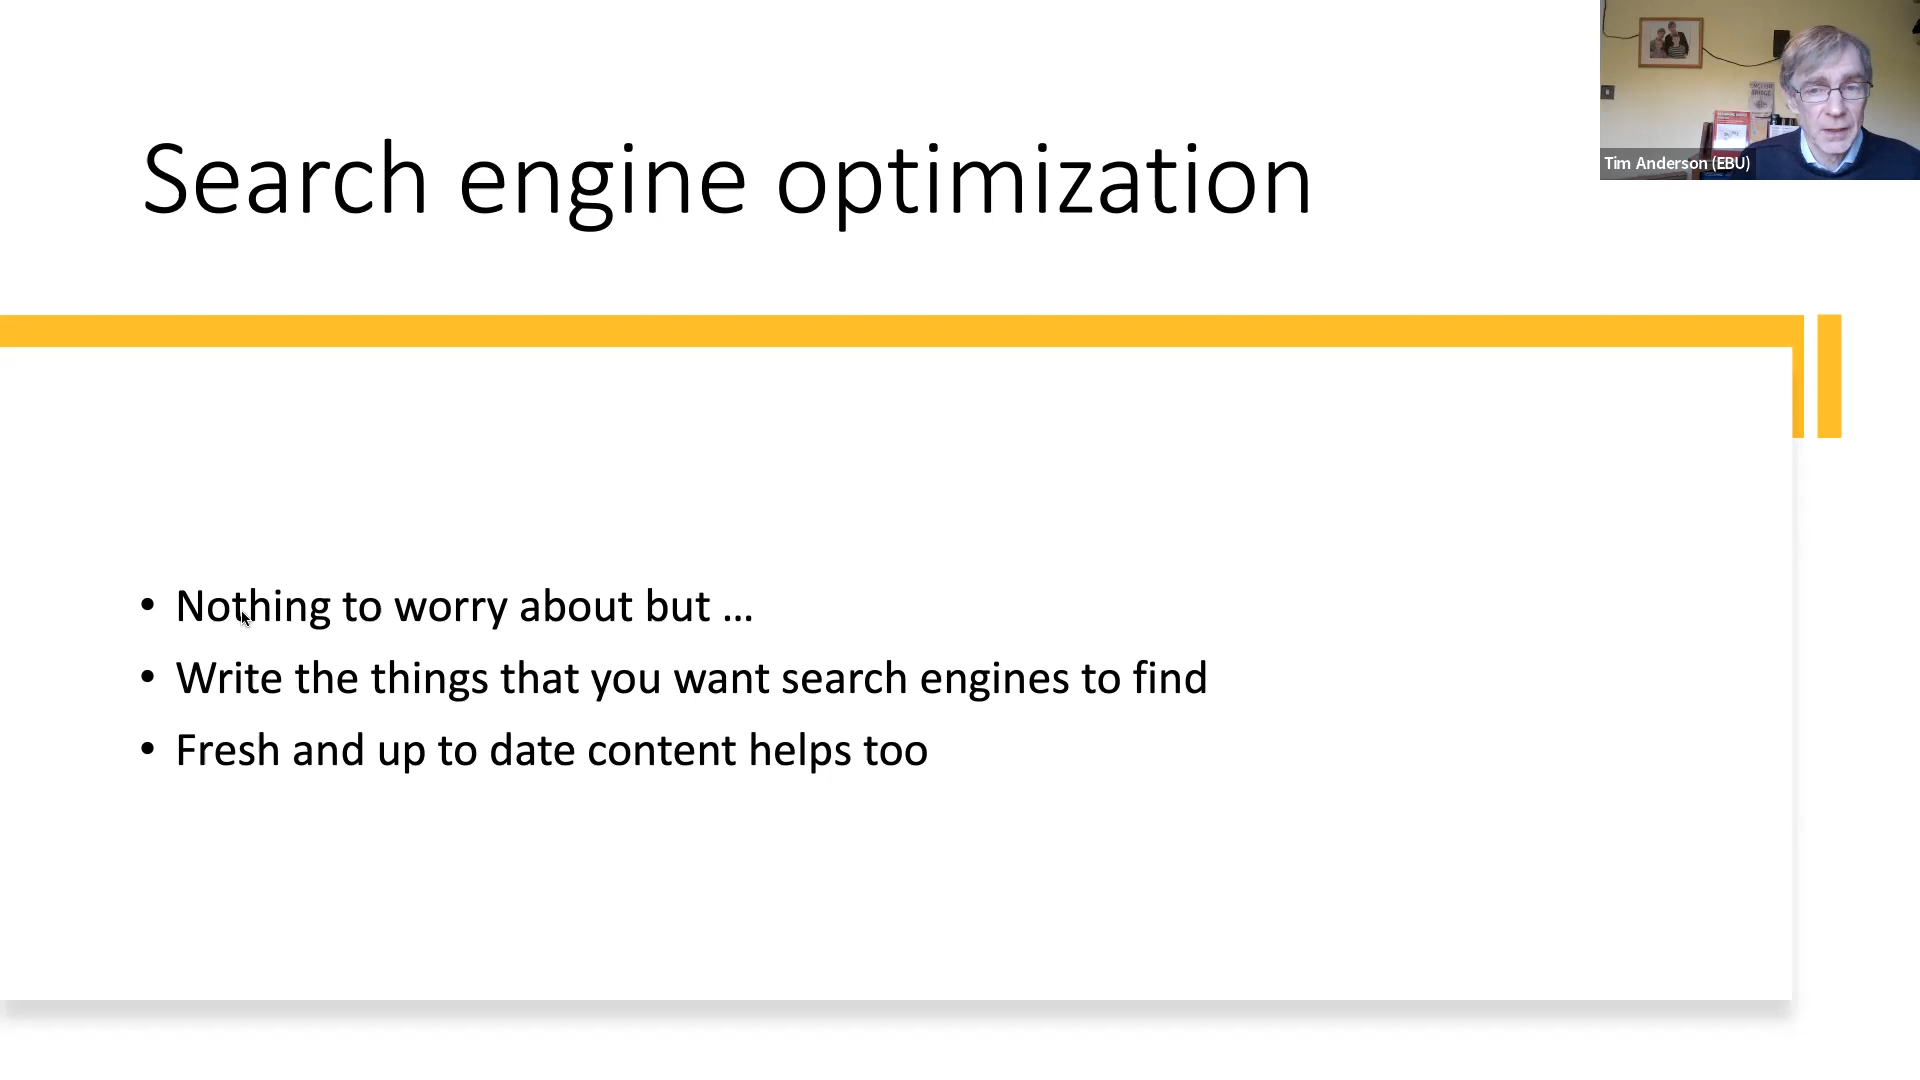 Search engine optimization
Tim Anderson (EBU)
• Nothing to worry about but ...
• Write the things that you want search engines to find
• Fresh and up to date content helps too